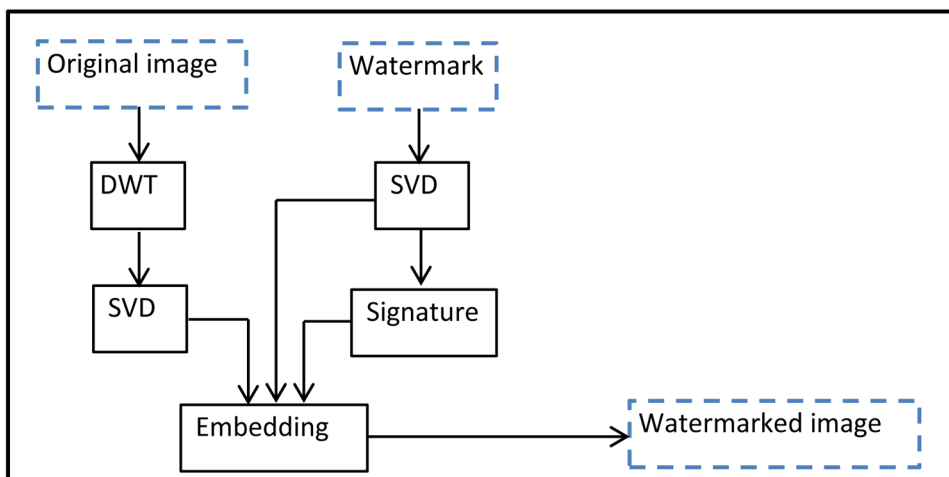 Original image
Watermark
DWT
SVD
SVD
Signature
Embedding
Watermarked image